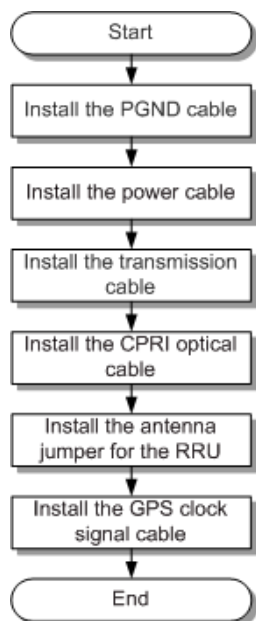 Start
Install the PGND cable
Install the power cable
Install the transmission
cable
Install the CPRI optical
cable
Install the antenna
jumper for the RRU
Install the GPS clock
signal cable
End